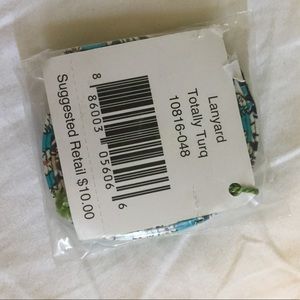 Lanyard
Totally Turq
10816-048
8 86003 05606 6
Suggested Retail $10.00